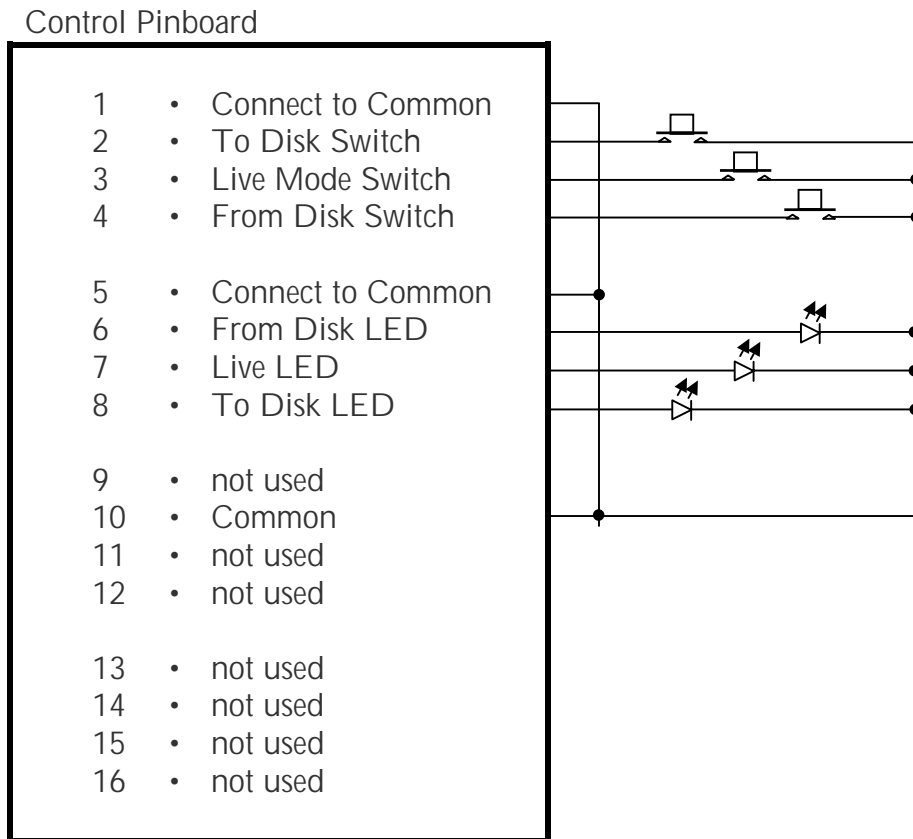 Control Pinboard
1 • Connect to Common
2 • To Disk Switch
3 • Live Mode Switch
4 • From Disk Switch
5 • Connect to Common
6 • From Disk LED
7 • Live LED
8 • To Disk LED
9 • not used
10 • Common
11 • not used
12 • not used
13 • not used
14 • not used
15 • not used
16 • not used